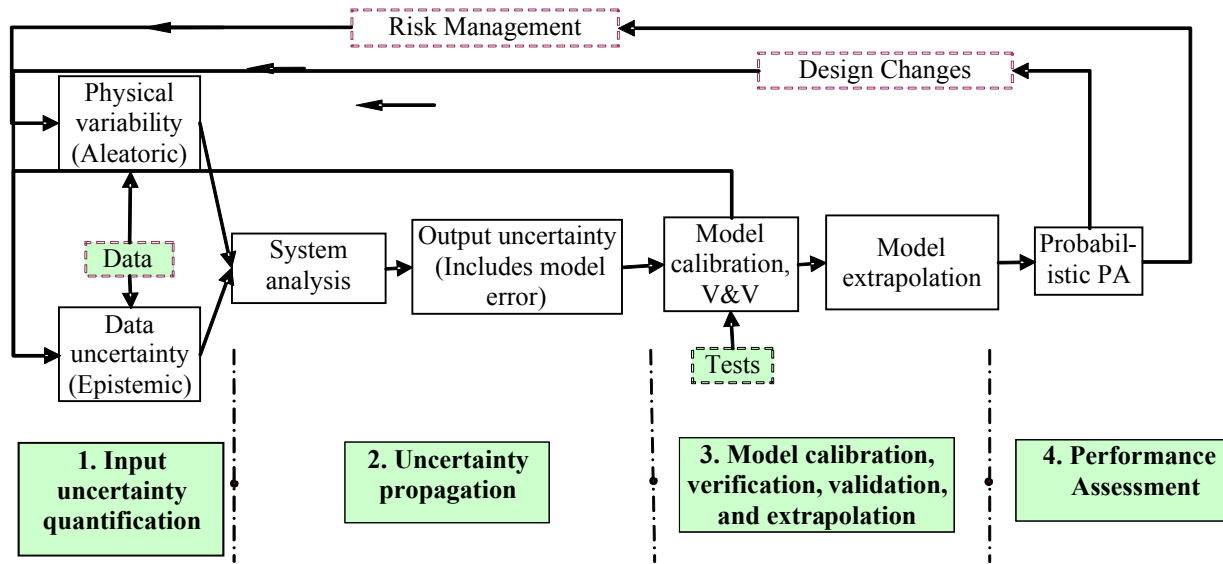 Risk Management
Design Changes
Physical
variability
(Aleatoric)
Data
Data
uncertainty
(Epistemic)
System
analysis
Output uncertainty
(Includes model
error)
Model
calibration,
V&V
Tests
Model
extrapolation
Probabil-
istic PA
1. Input
uncertainty
quantification
2. Uncertainty
propagation
3. Model calibration,
verification, validation,
and extrapolation
4. Performance
Assessment